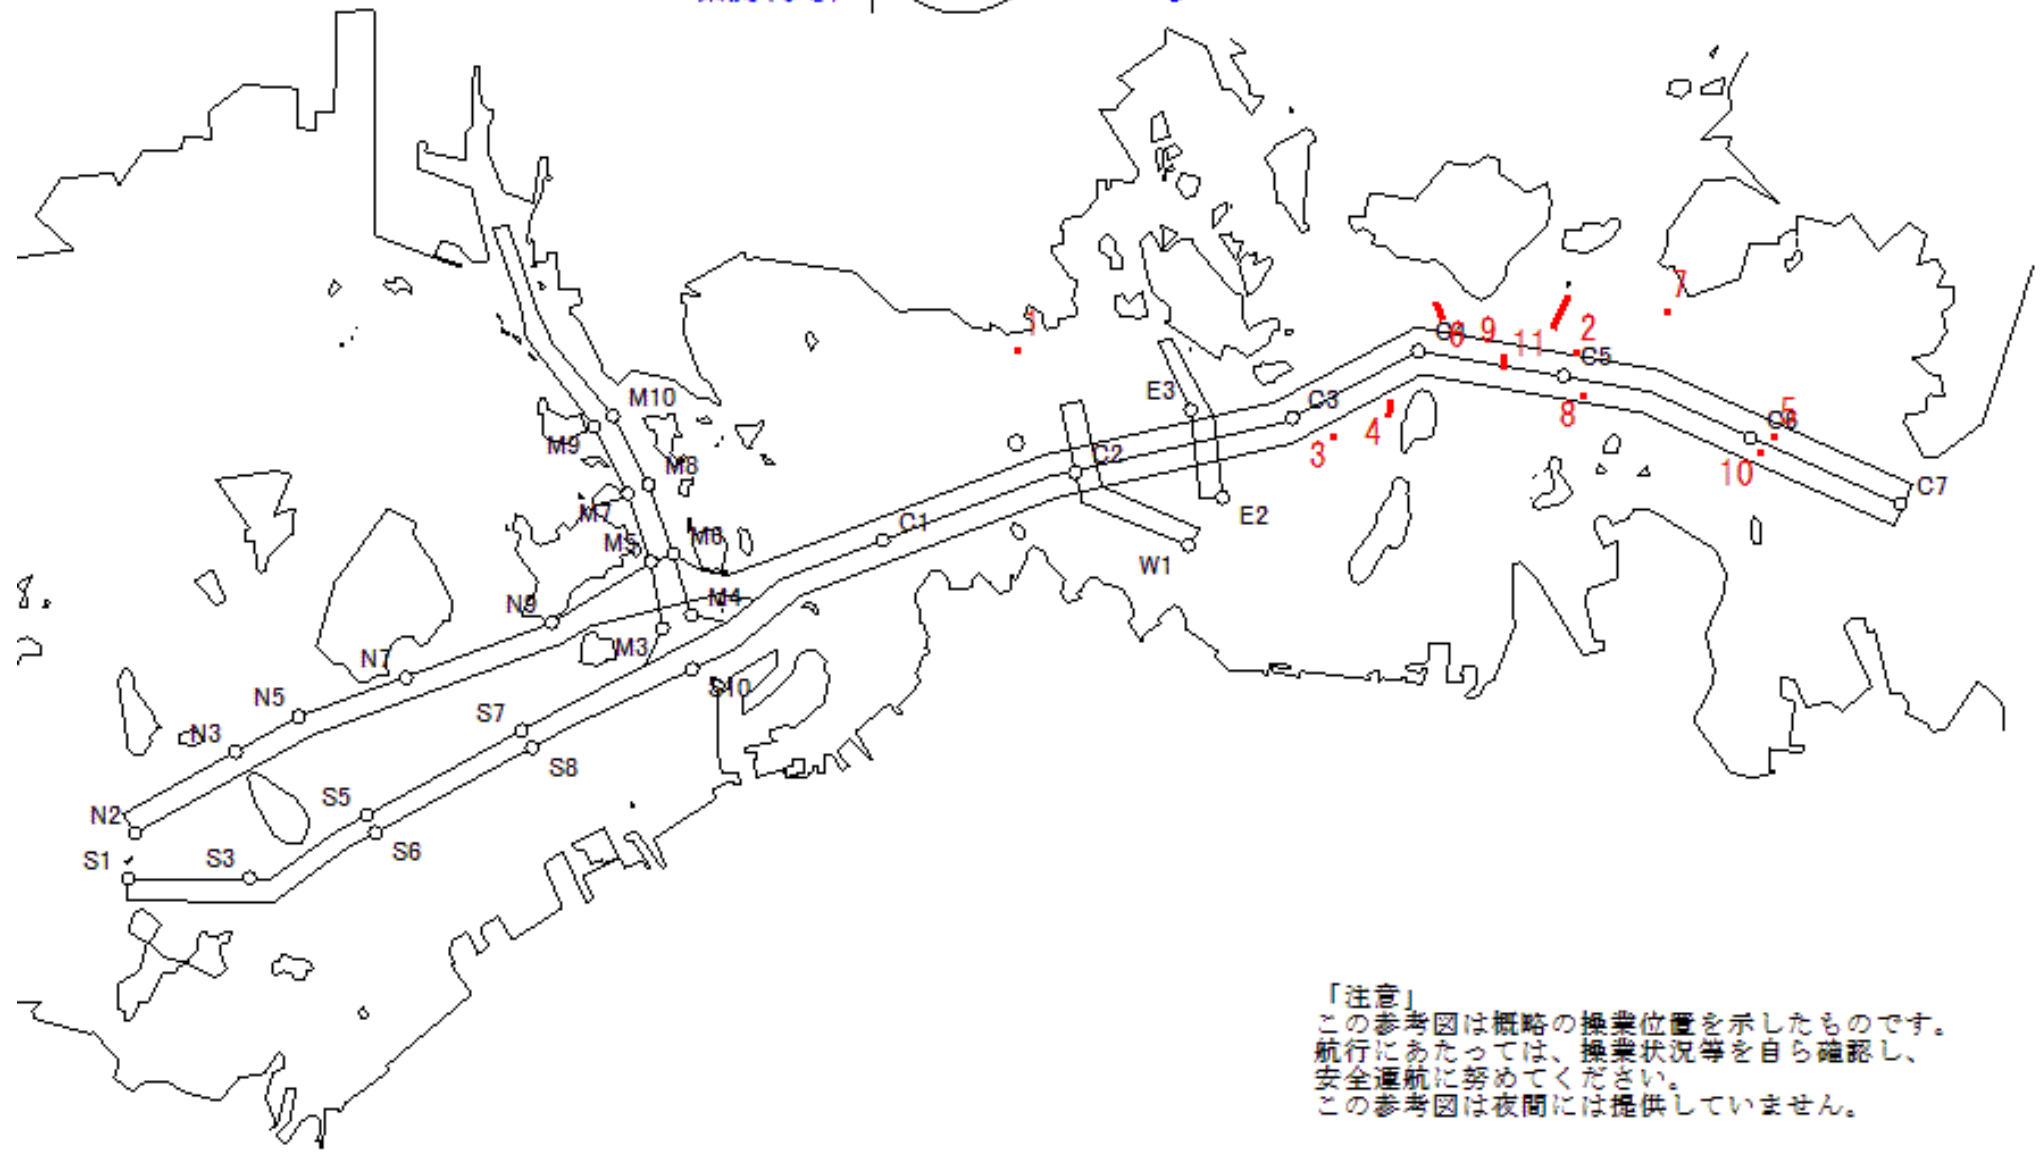 1
7
2
6
9
11
C5
E3
C3
M10
8
5
C6
4
3
M9
C2
M8
10
C7
M7
E2
C1
M6
M5
W1
N9
M4
M3
N7
S10
N5
S7
N3
S8
S5
N2
S6
S1
S3
「注意」
この参考図は概略の操業位置を示したものです。
航行にあたっては、操業状況等を自ら確認し、
安全運航に努めてください。
この参考図は夜間には提供していません。